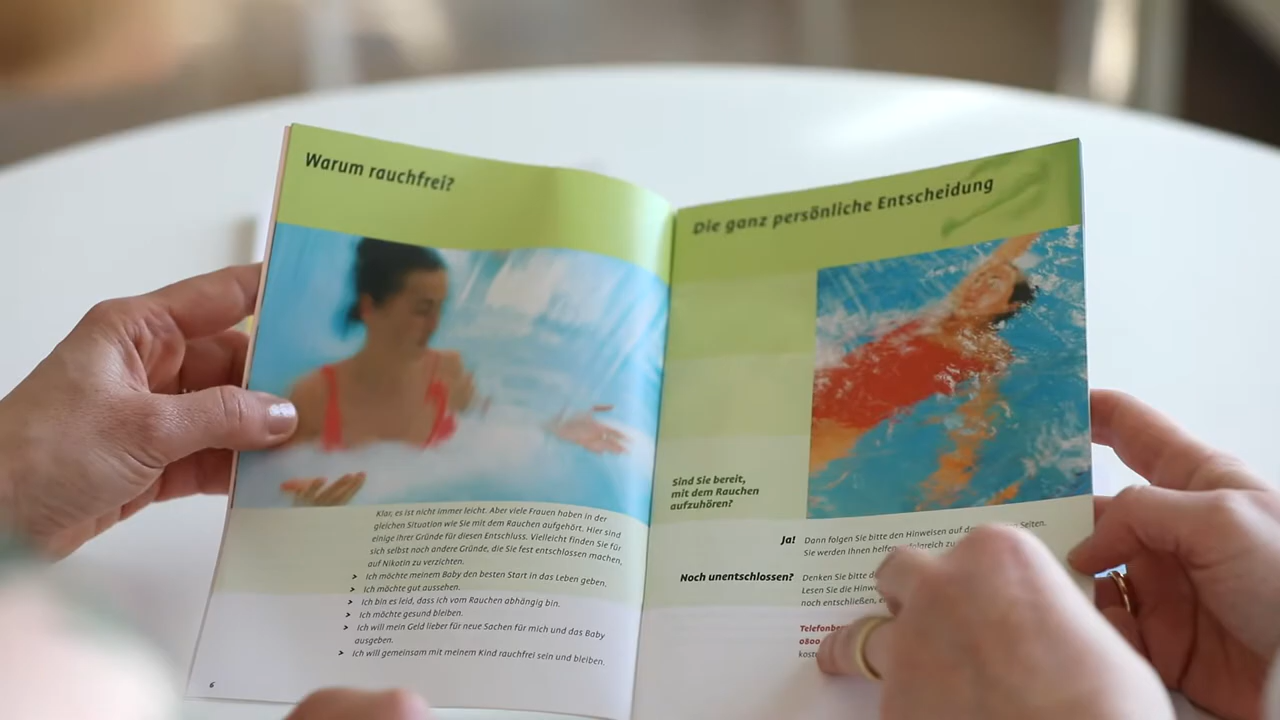 Warum rauchfrei?
Klar, es ist nicht immer leicht. Aber viele Frauen haben in der
gleichen Situation wie Sie mit dem Rauchen aufgehört. Hier sind
einige ihrer Gründe für diesen Entschluss. Vielleicht finden Sie für
sich selbst noch andere Gründe, die Sie fest entschlossen machen,
auf Nikotin zu verzichten.
➤ Ich möchte meinem Baby den besten Start in das Leben geben.
➤ Ich möchte gut aussehen.
➤ Ich bin es leid, dass ich vom Rauchen abhängig bin.
➤ Ich möchte gesund bleiben.
➤ Ich will mein Geld lieber für neue Sachen für mich und das Baby
ausgeben.
➤ Ich will gemeinsam mit meinem Kind rauchfrei sein und bleiben.
6
Die ganz persönliche Entscheidung
Sind Sie bereit,
mit dem Rauchen
aufzuhören?
Ja! Dann folgen Sie bitte den Hinweisen auf Seiten.
Sie werden Ihnen helfen
Noch unentschlossen? Denken Sie bitte
Lesen Sie die
noch entschließen,
0800